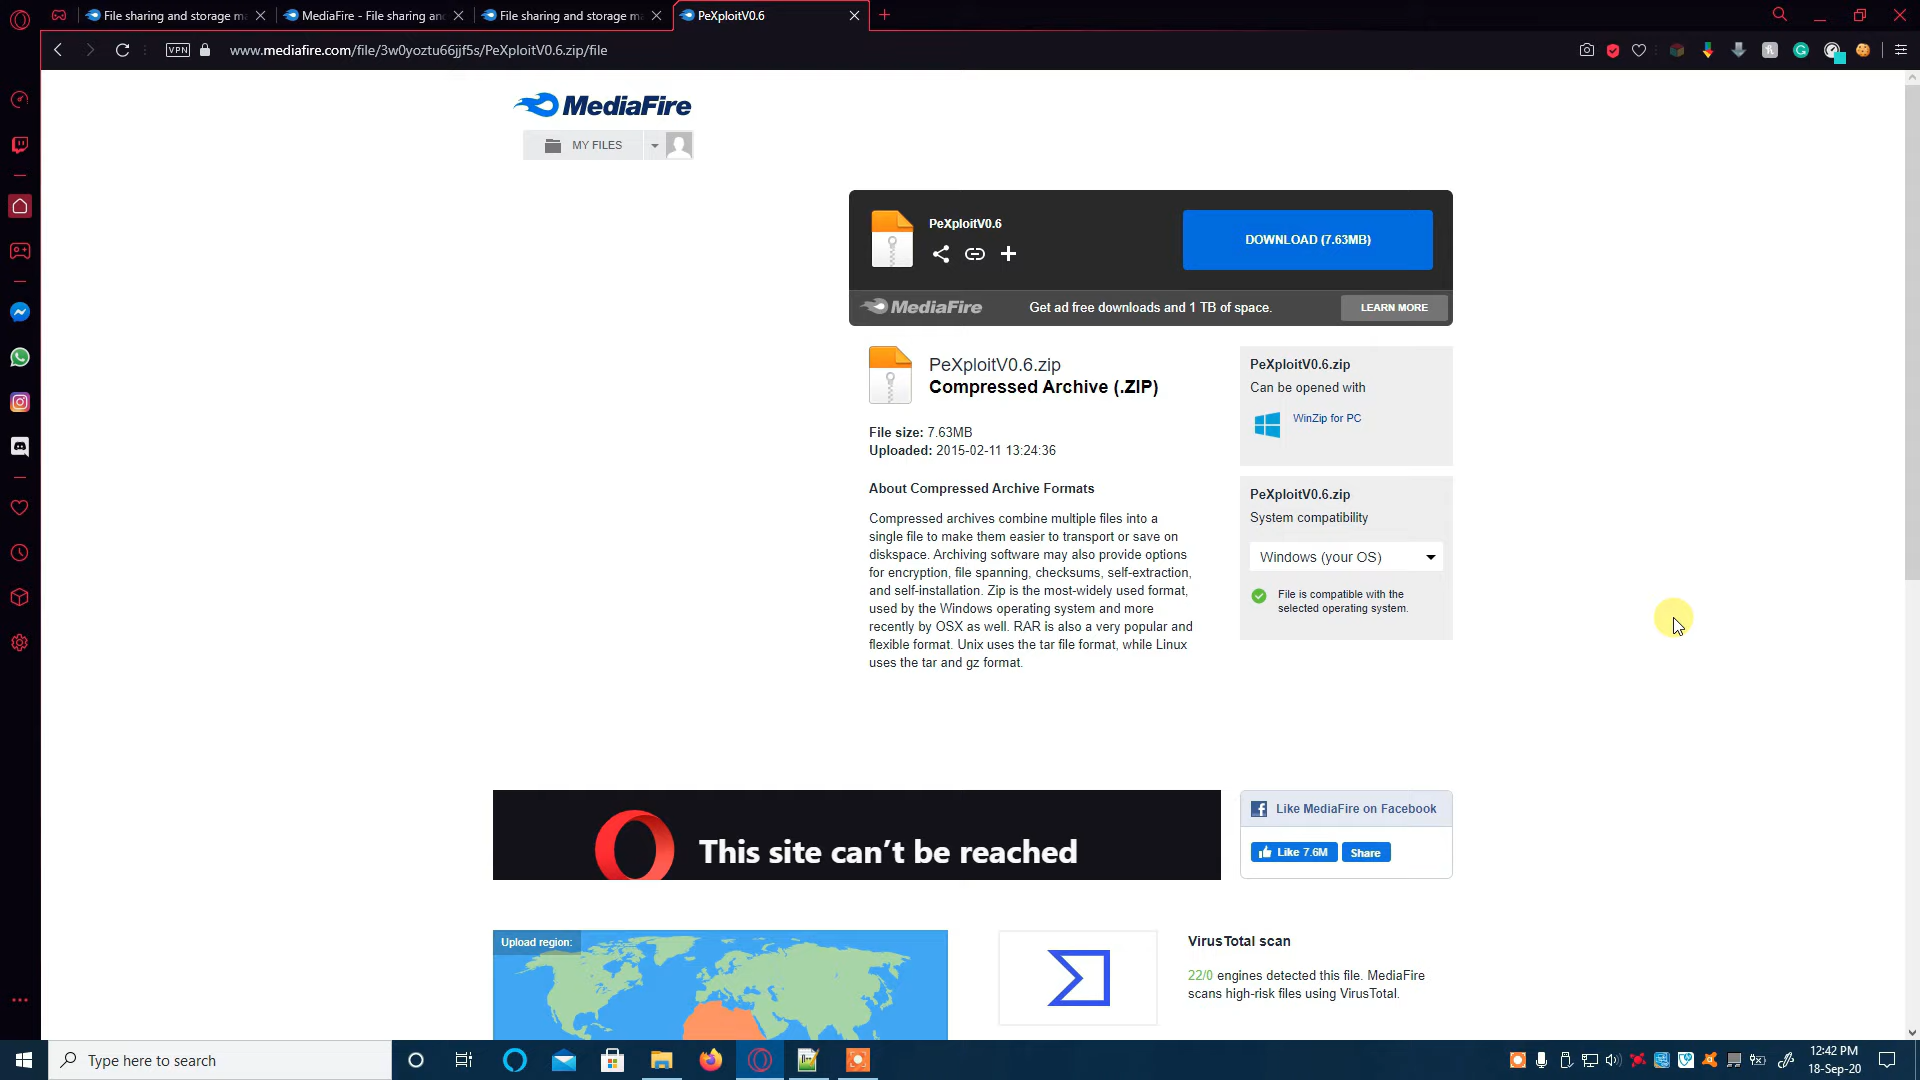 File sharing and storage ma
MediaFire - File sharing and
File sharing and storage ma
PeXploitV0.6
VPN
www.mediafire.com/file/3w0yoztu66jjf5s/PeXploitV0.6.zip/file
MediaFire
MY FILES
PeXploitV0.6
DOWNLOAD (7.63MB)
MediaFire
Get ad free downloads and 1 TB of space.
LEARN MORE
PeXploitV0.6.zip
Compressed Archive (.ZIP)
File size: 7.63MB
Uploaded: 2015-02-11 13:24:36
About Compressed Archive Formats
Compressed archives combine multiple files into a
single file to make them easier to transport or save on
diskspace. Archiving software may also provide options
for encryption, file spanning, checksums, self-extraction,
and self-installation. Zip is the most-widely used format,
used by the Windows operating system and more
recently by OSX as well. RAR is also a very popular and
flexible format. Unix uses the tar file format, while Linux
uses the tar and gz format.
PeXploitV0.6.zip
Can be opened with
WinZip for PC
PeXploitV0.6.zip
System compatibility
Windows (your OS)
File is compatible with the
selected operating system.
This site can't be reached
Like MediaFire on Facebook
Like 7.6M
Share
Upload region:
VirusTotal scan
22/0 engines detected this file. MediaFire
scans high-risk files using VirusTotal.
Type here to search
12:42 PM
18-Sep-20